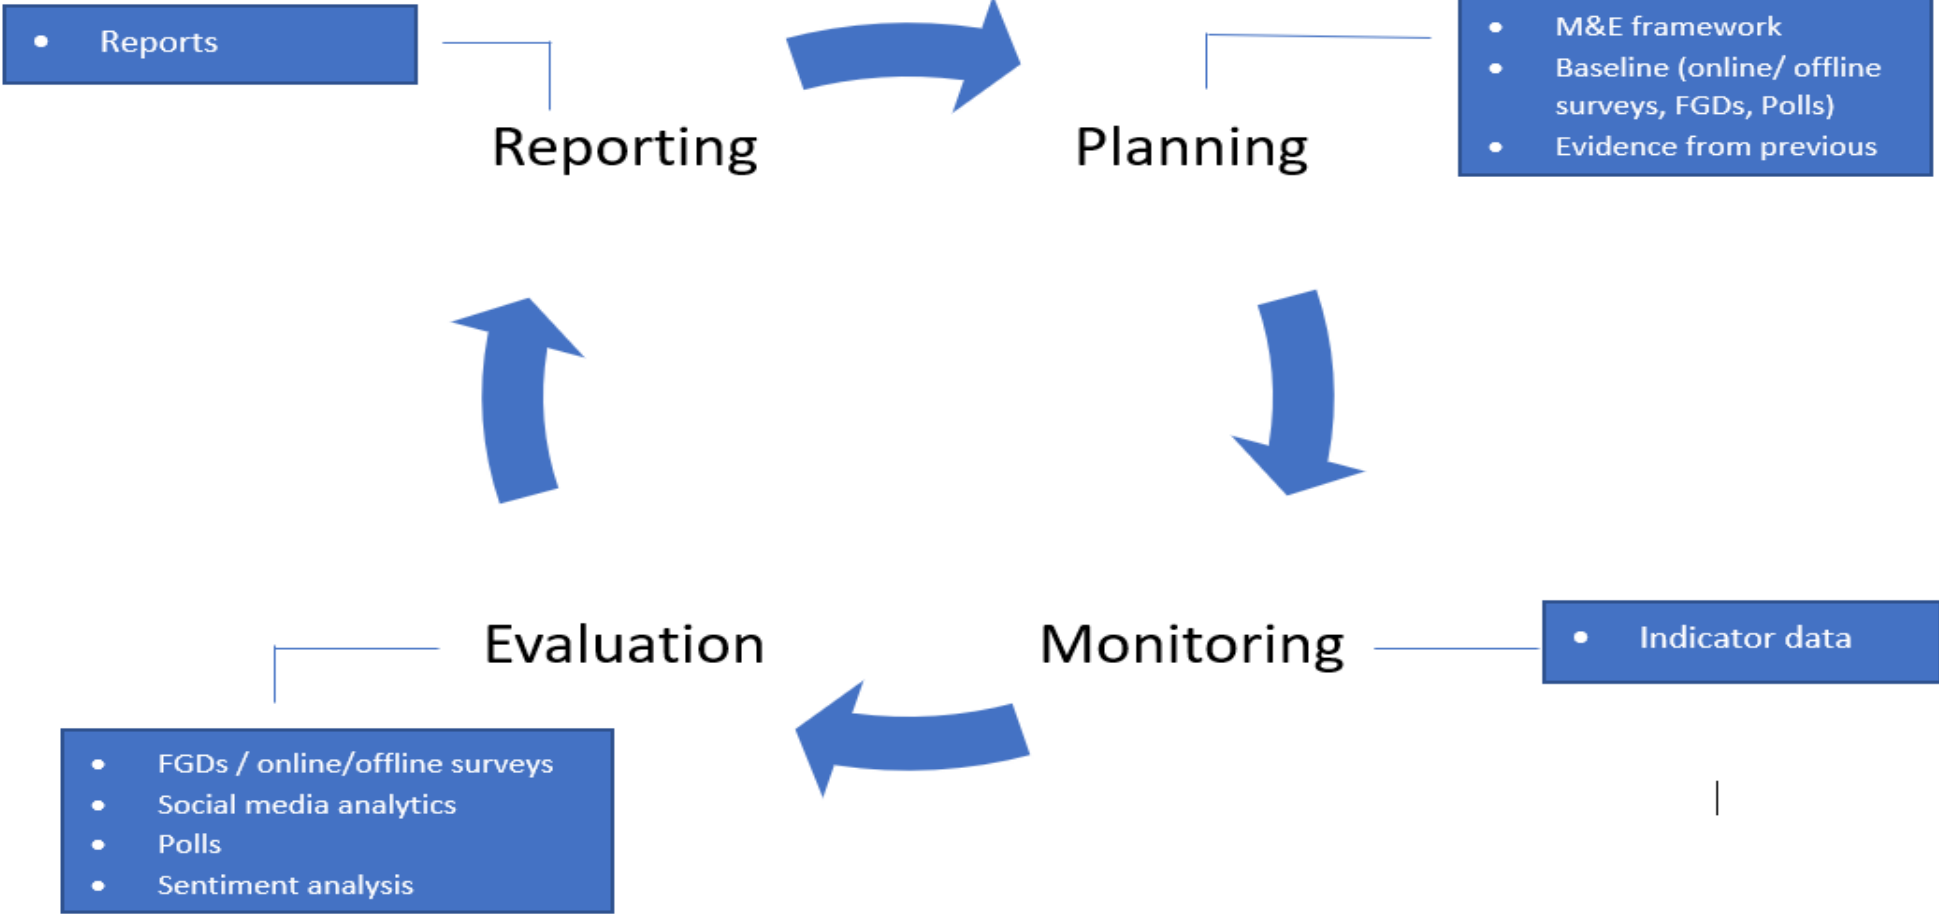 • Reports
• M&E framework
• Baseline (online/ offline
surveys, FGDs, Polls)
• Evidence from previous
Reporting
Planning
Evaluation
Monitoring
• Indicator data
• FGDs / online/offline surveys
• Social media analytics
• Polls
• Sentiment analysis